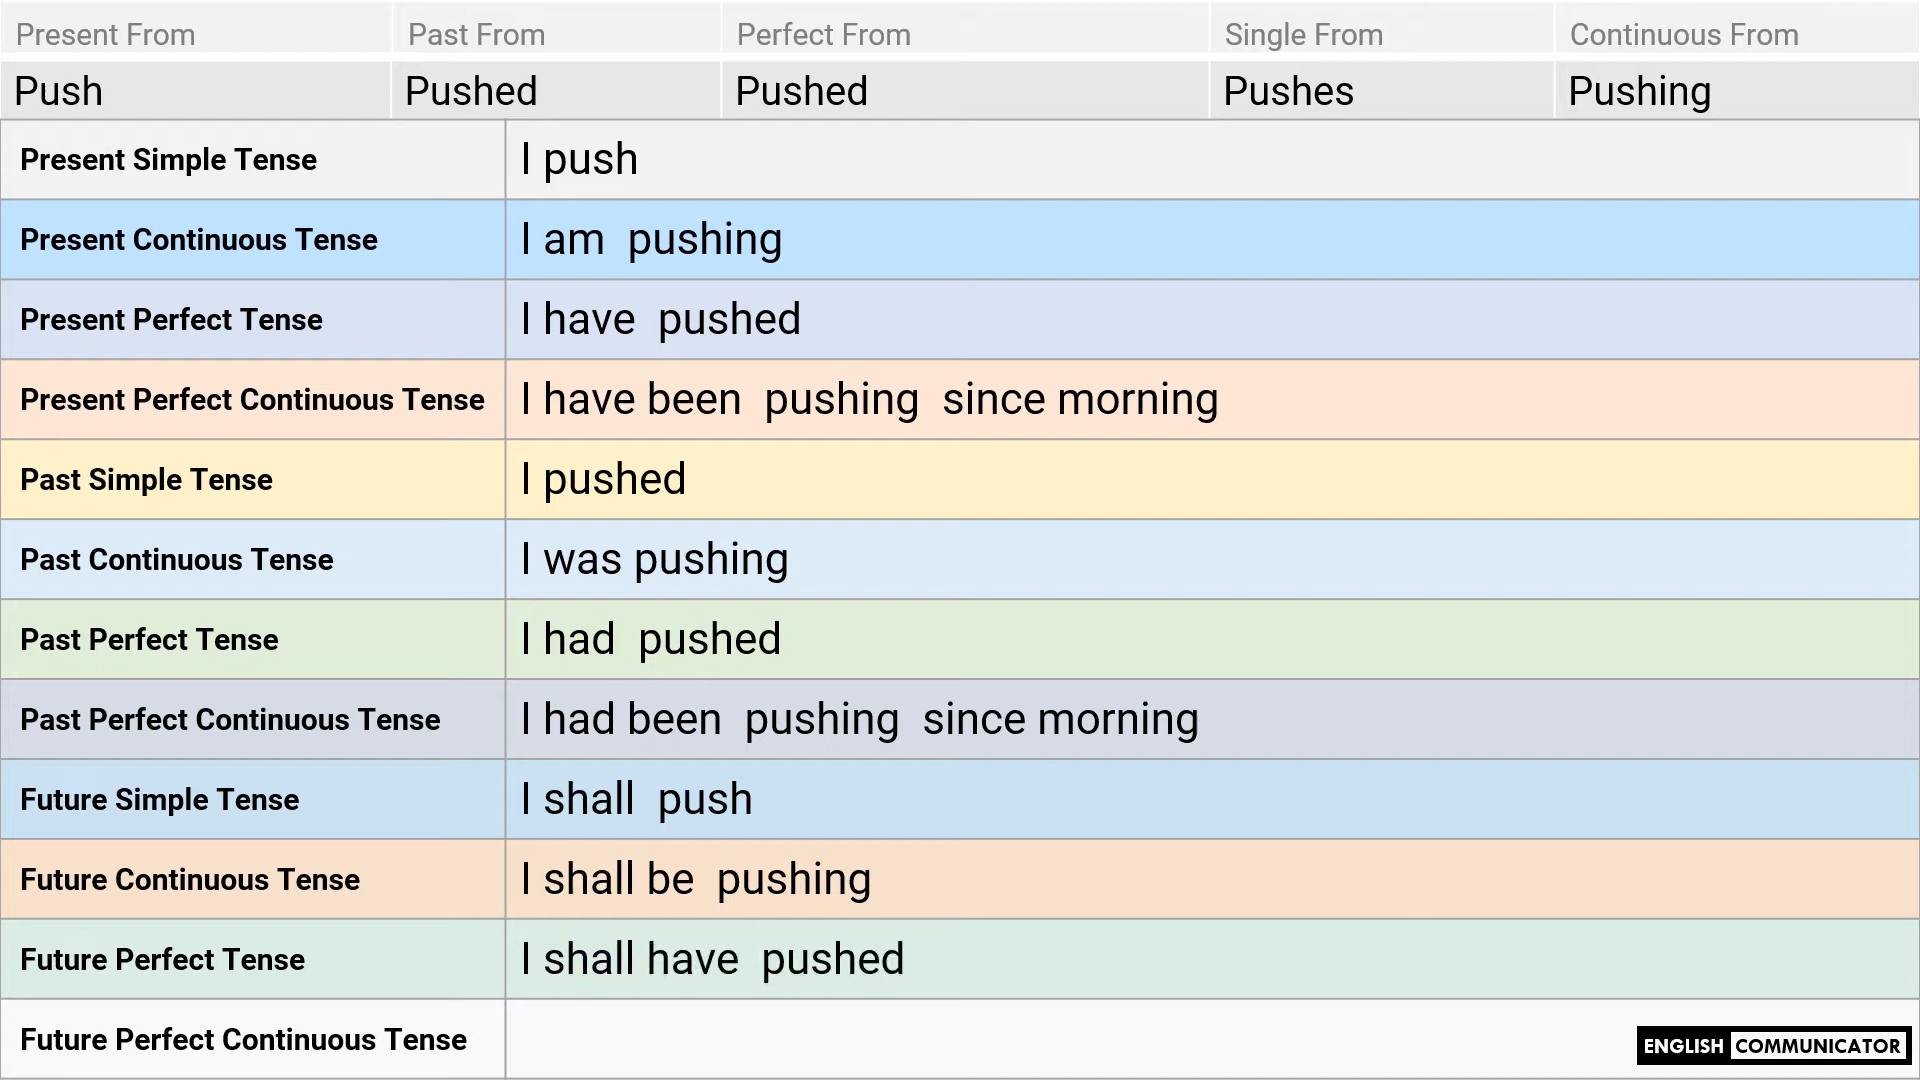 Present From Past From Perfect From Single From Continuous From
Push Pushed Pushed Pushes Pushing
Present Simple Tense I push
Present Continuous Tense I am pushing
Present Perfect Tense I have pushed
Present Perfect Continuous Tense I have been pushing since morning
Past Simple Tense I pushed
Past Continuous Tense I was pushing
Past Perfect Tense I had pushed
Past Perfect Continuous Tense I had been pushing since morning
Future Simple Tense I shall push
Future Continuous Tense I shall be pushing
Future Perfect Tense I shall have pushed
Future Perfect Continuous Tense
ENGLISH COMMUNICATOR